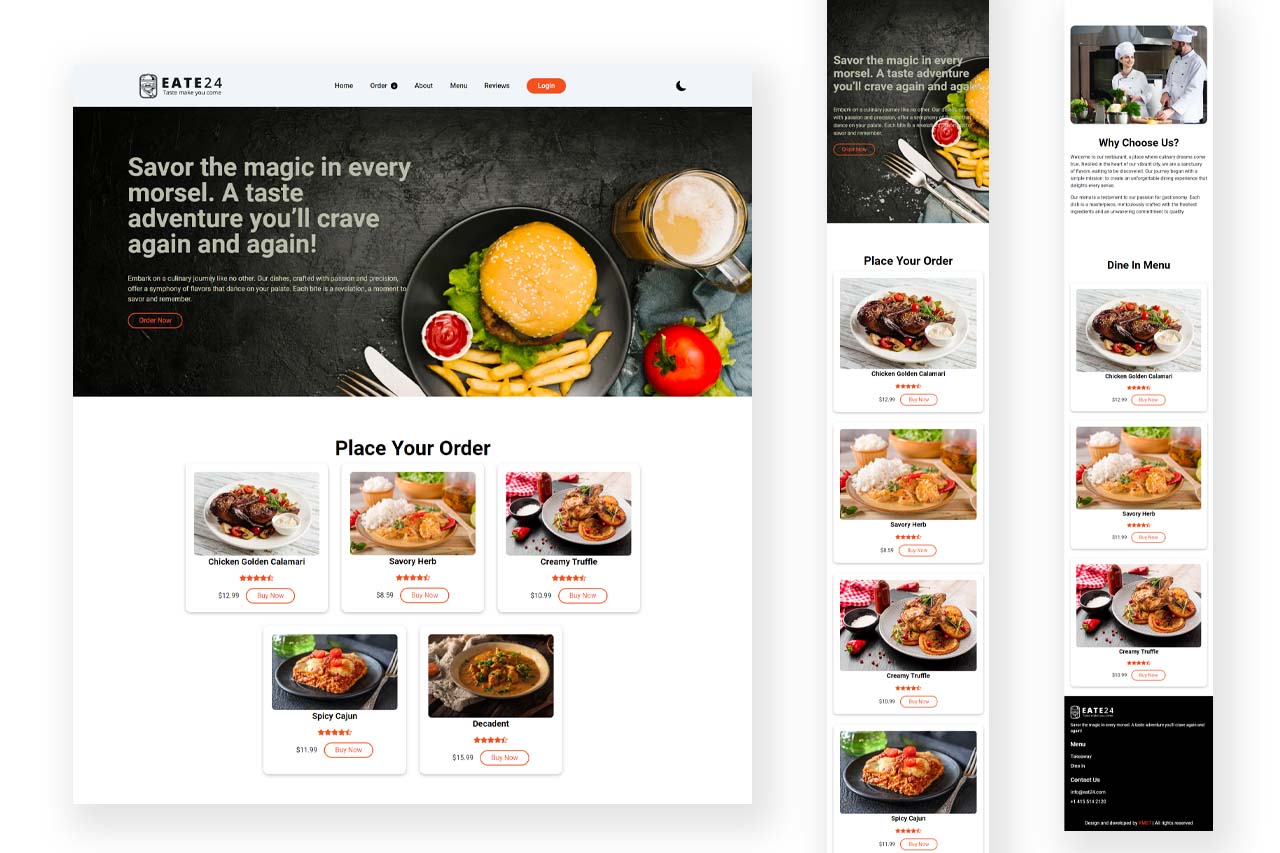 EATE24
Taste make you come
Home
Order
About
Menu
Reviews
Login
Savor the magic in every
morsel. A taste
adventure you’ll crave
again and again!
Embark on a culinary journey like no other. Our dishes, crafted with passion and precision,
offer a symphony of flavors that dance on your palate. Each bite is a revelation, a moment to
savor and remember.
Order Now
Place Your Order
Chicken Golden Calamari
$12.99
Buy Now
Savory Herb
$8.59
Buy Now
Creamy Truffle
$10.99
Buy Now
Spicy Cajun
$11.99
Buy Now
Decadent
$15.99
Buy Now
Savor the magic in every
morsel. A taste adventure
you’ll crave again and again!
Embark on a culinary journey like no other. Our dishes, crafted
with passion and precision, offer a symphony of flavors that
dance on your palate. Each bite is a revelation, a moment to
savor and remember.
Order Now
Place Your Order
Chicken Golden Calamari
$12.99
Buy Now
Savory Herb
$8.59
Buy Now
Creamy Truffle
$10.99
Buy Now
Spicy Cajun
$11.99
Buy Now
Why Choose Us?
Welcome to our restaurant, a place where culinary dreams come
true. Nestled in the heart of our vibrant city, we are a sanctuary
of flavors waiting to be discovered. Our journey began with a
simple mission: to create an unforgettable dining experience that
delights every sense.
Our menu is a testament to our passion for gastronomy. Each
dish is a masterpiece, meticulously crafted with the freshest
ingredients and an unwavering commitment to quality
Dine In Menu
Chicken Golden Calamari
$12.99
Buy Now
Savory Herb
$11.99
Buy Now
Creamy Truffle
$10.99
Buy Now
EATE24
Taste make you come
Savor the magic in every morsel. A taste adventure you'll crave again and
again!
Menu
Takeaway
Dine In
Contact Us
info@eat24.com
+1 415 514 2120
Design and developed by | All rights reserved